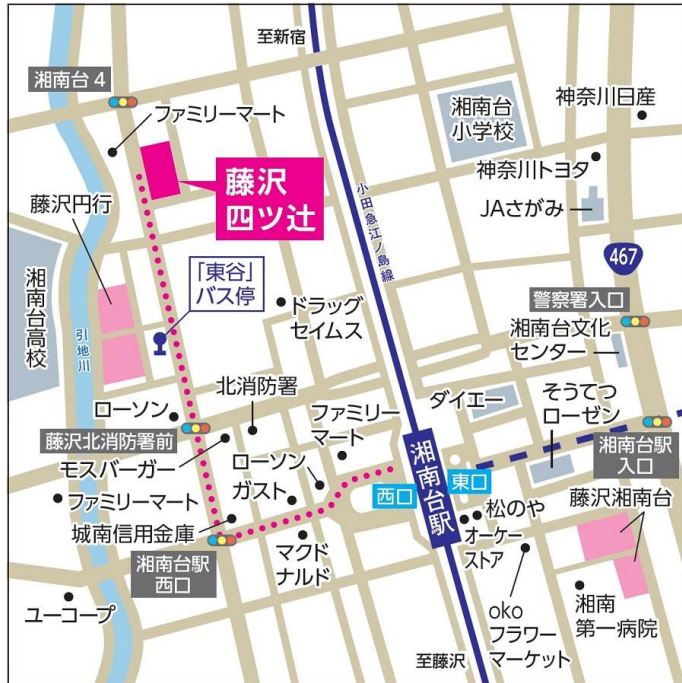 至新宿
湘南台4
ファミリーマート
湘南台
小学校
神奈川日産
神奈川トヨタ
JAさがみ
藤沢
四ツ辻
小田急江ノ島線
藤沢円行
467
「東谷」
バス停
ドラッグ
セイムス
警察署入口
湘南台文化
センター
湘南台高校
引地川
北消防署
ダイエー
そうてつ
ローゼン
ローソン
ファミリー
マート
藤沢北消防署前
モスバーガー
ローソン
ガスト
湘南台駅
西口
東口
湘南台駅
入口
ファミリーマート
城南信用金庫
松のや
オーケー
ストア
藤沢湘南台
湘南台駅
西口
マクド
ナルド
ユーコープ
oko
フラワー
マーケット
湘南
第一病院
至藤沢